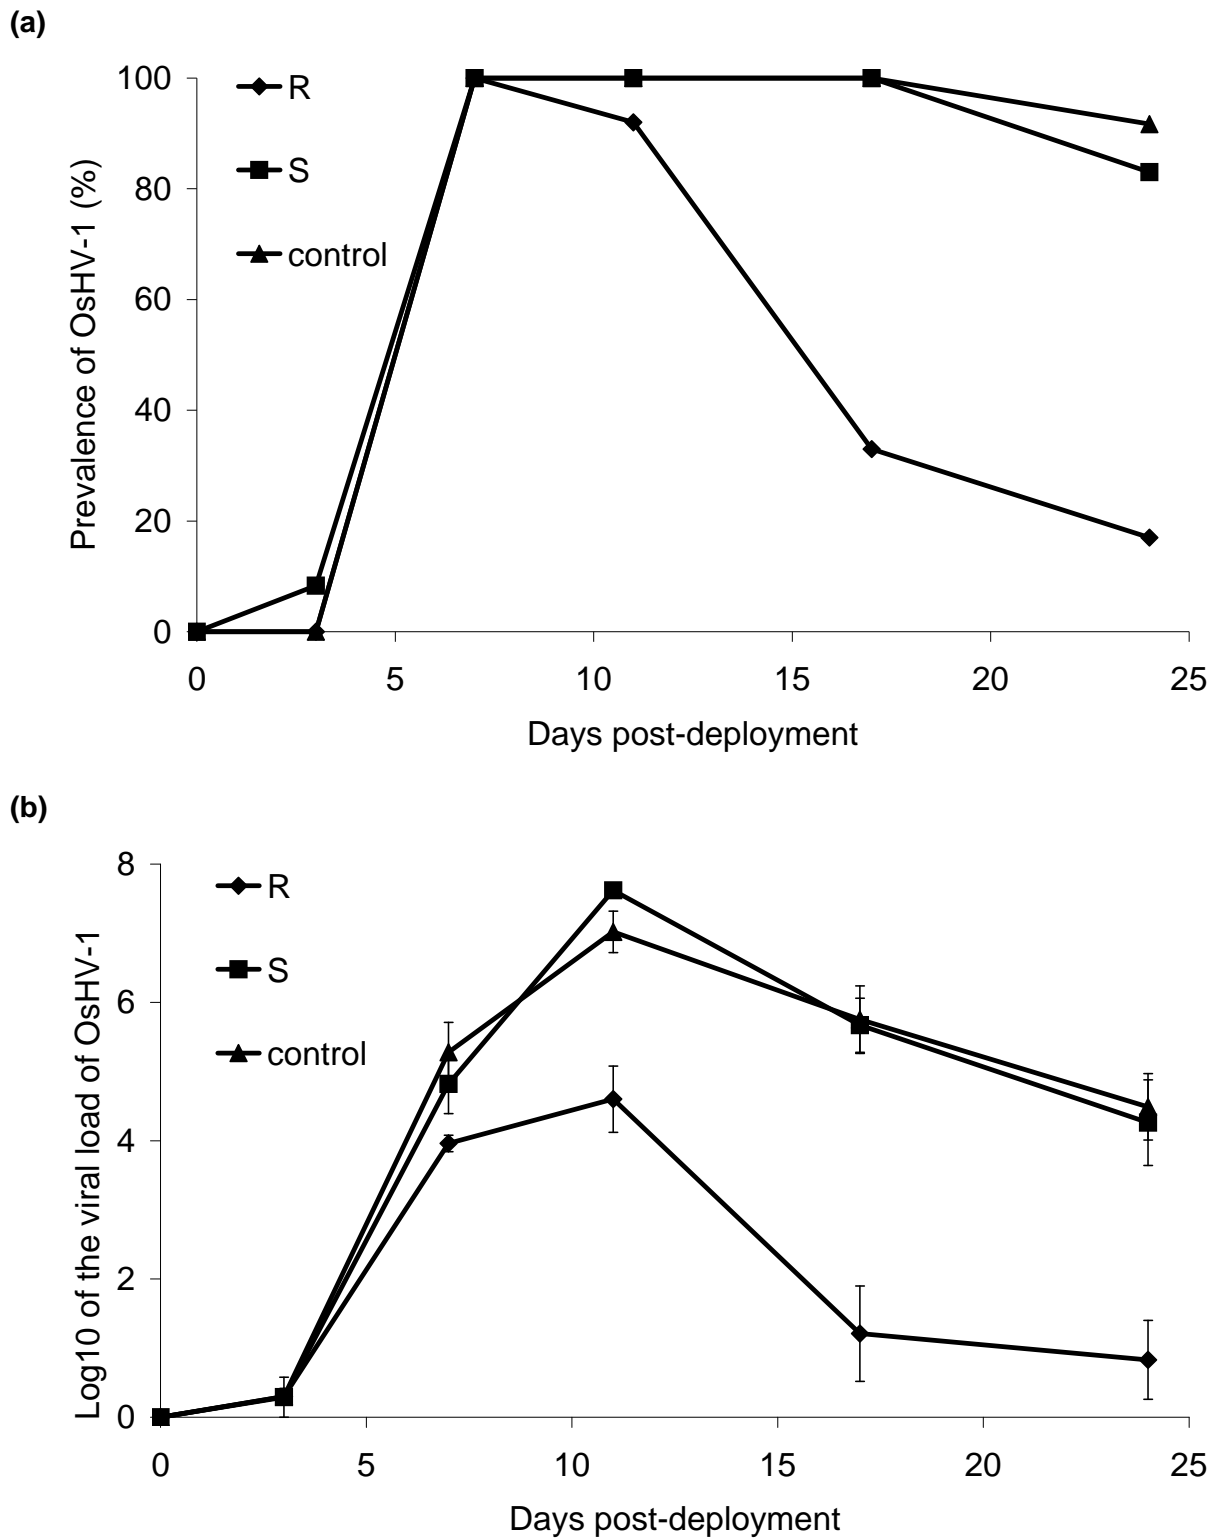 (a)
100
80
60
40
20
0
Prevalence of OsHV-1 (%)
R
S
control
0 5 10 15 20 25
Days post-deployment
(b)
8
6
4
2
0
Log10 of the viral load of OsHV-1
R
S
control
0 5 10 15 20 25
Days post-deployment